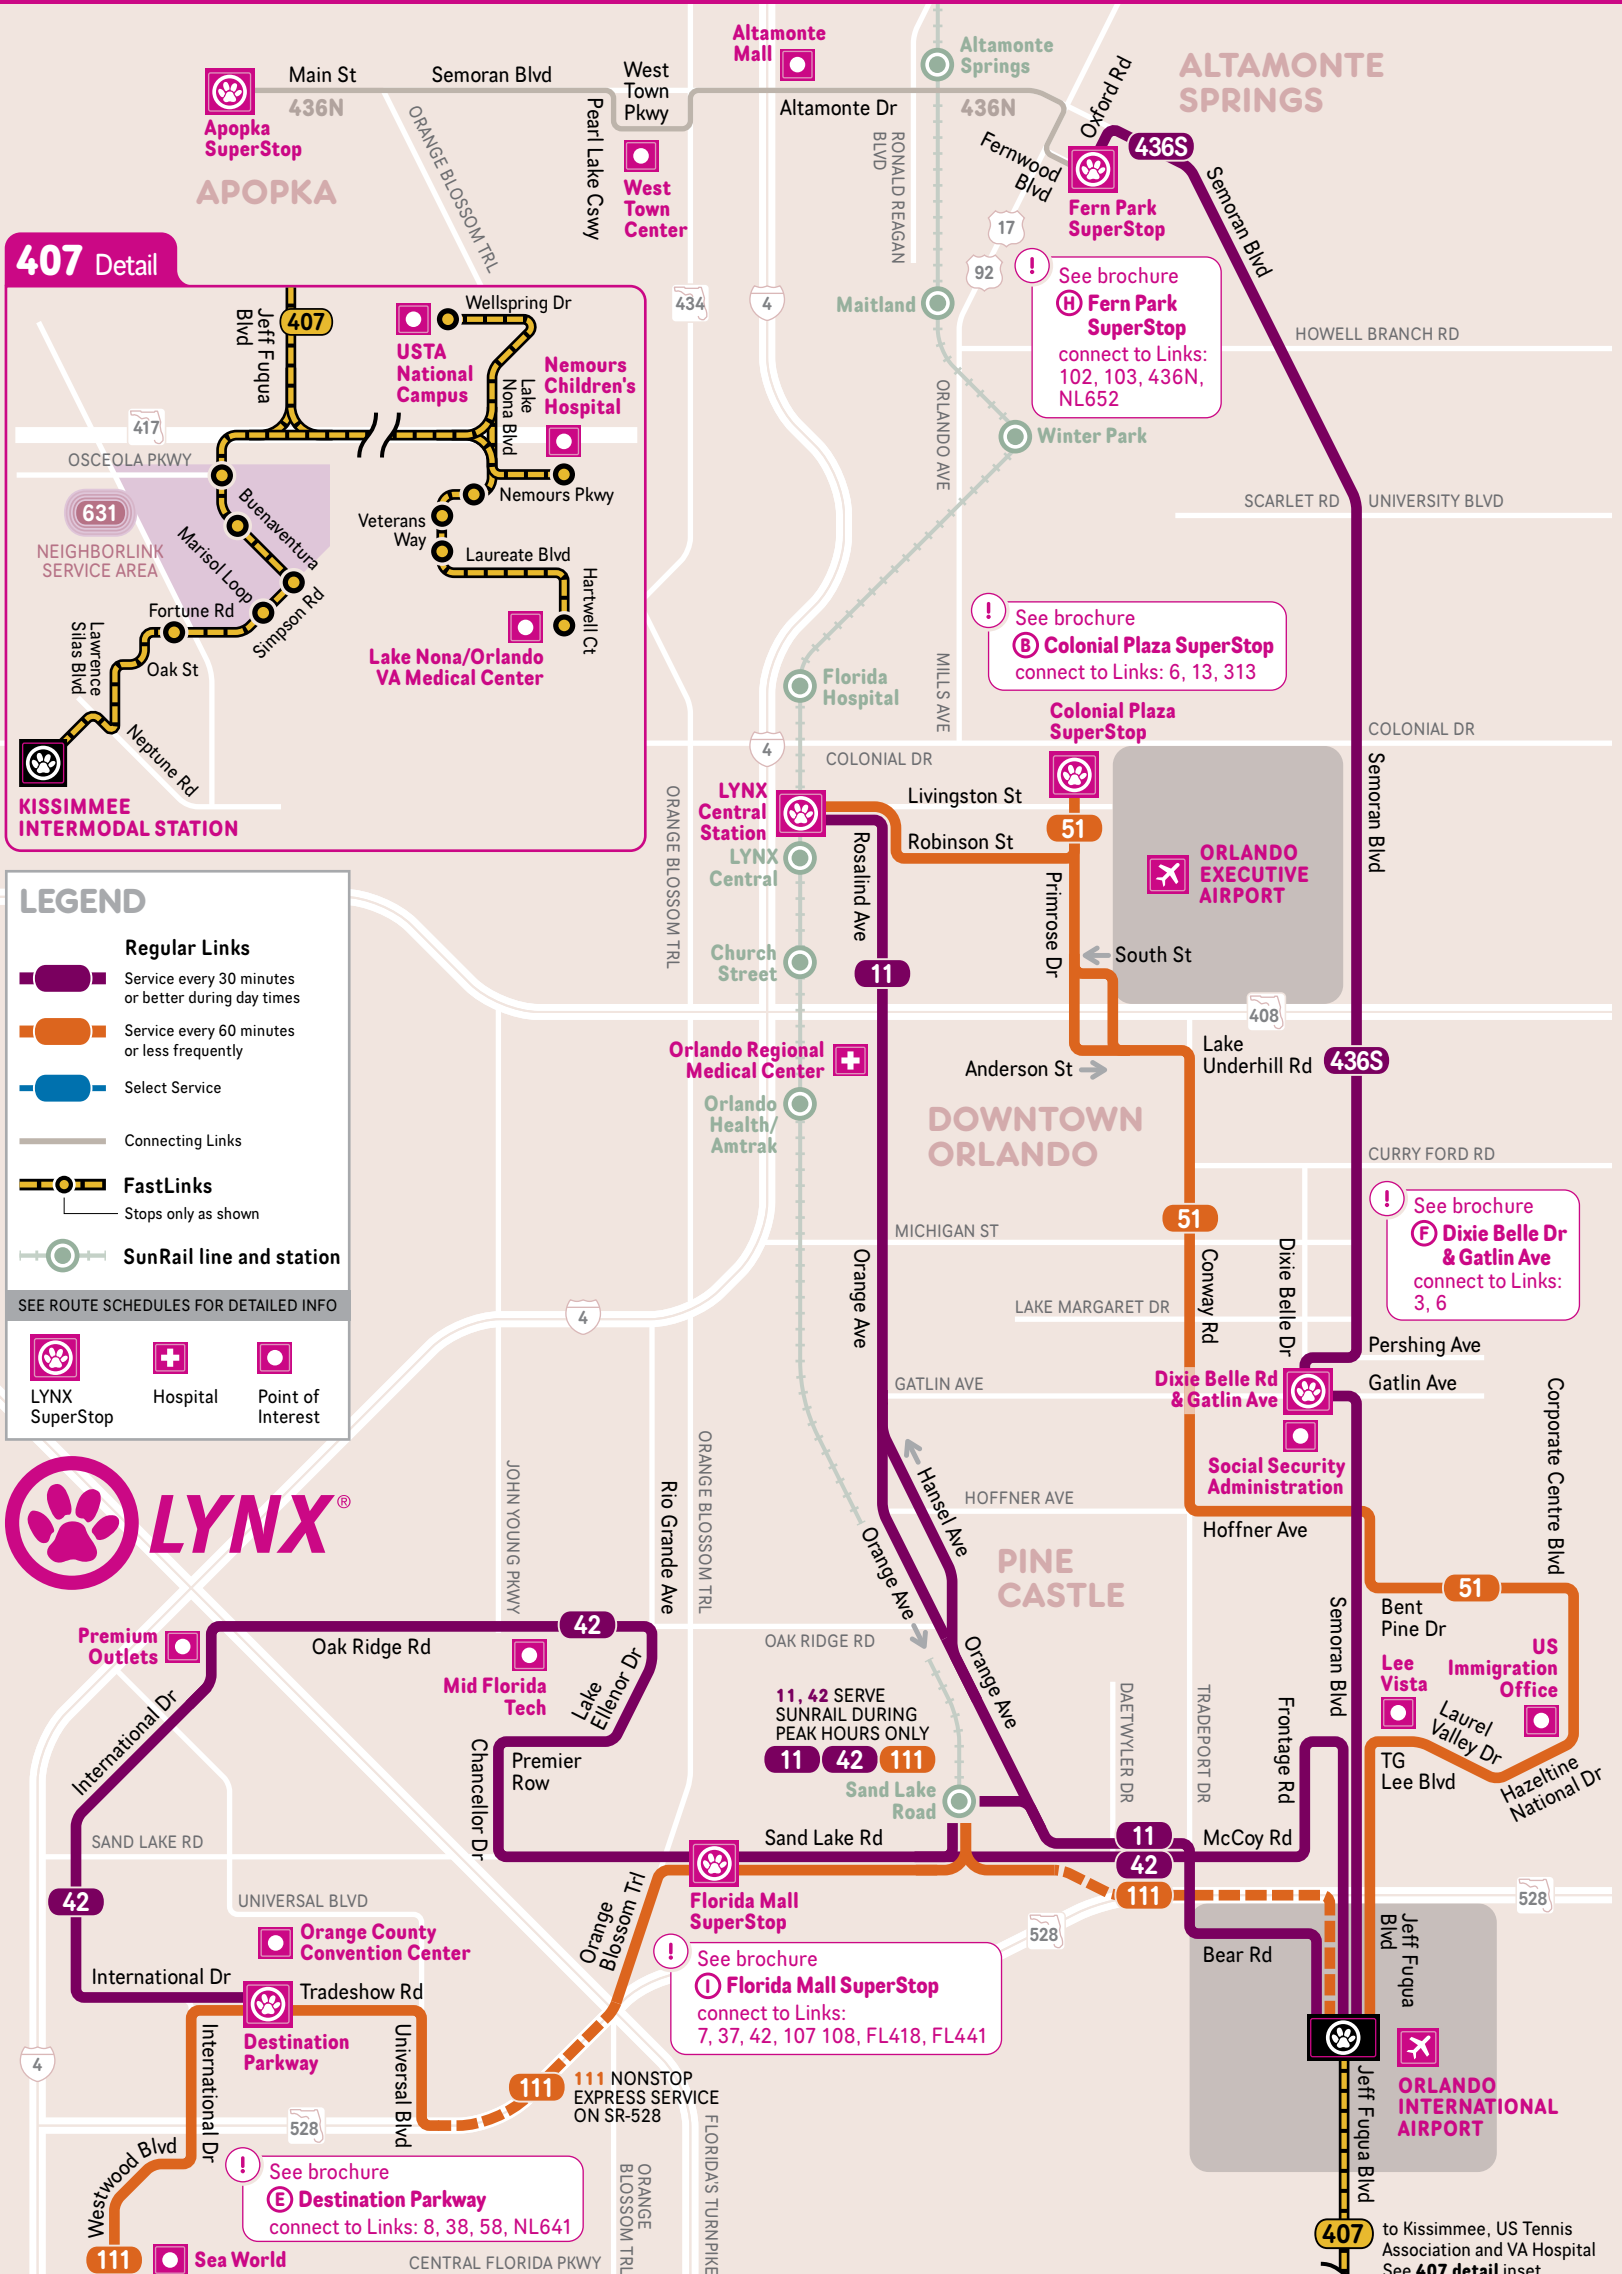 Altamonte
Mall
Altamonte
Springs
ALTAMONTE
SPRINGS
Main St
Semoran Blvd
West
Town
Pkwy
436N
Altamonte Dr
436N
Oxford Rd
Apopka
SuperStop
APOPKA
ORANGE BLOSSOM TRL
Pearl Lake Cswy
West
Town
Center
RONALD REAGAN
BLVD
Fernwood
Blvd
436S
Semoran Blvd
Fern Park
SuperStop
17
92
434
4
Maitland
! See brochure
H Fern Park
SuperStop
connect to Links:
102, 103, 436N,
NL652
HOWELL BRANCH RD
ORLANDO AVE
Winter Park
SCARLET RD
UNIVERSITY BLVD
407 Detail
Jeff Fuqua
Blvd
407
Wellspring Dr
USTA
National
Campus
Lake
Nona Blvd
Nemours
Children's
Hospital
417
OSCEOLA PKWY
Nemours Pkwy
631
NEIGHBORLINK
SERVICE AREA
Buenaventura
Marisol Loop
Veterans
Way
Laureate Blvd
Hartwell Ct
Fortune Rd
Simpson Rd
Lawrence
Silas Blvd
Oak St
Neptune Rd
Lake Nona/Orlando
VA Medical Center
KISSIMMEE
INTERMODAL STATION
! See brochure
B Colonial Plaza SuperStop
connect to Links: 6, 13, 313
Florida
Hospital
MILLS AVE
Colonial Plaza
SuperStop
4
COLONIAL DR
COLONIAL DR
Semoran Blvd
LYNX
Central
Station
Livingston St
51
Robinson St
ORANGE BLOSSOM TRL
LYNX
Central
Rosalind Ave
Primrose Dr
ORLANDO
EXECUTIVE
AIRPORT
Church
Street
11
South St
408
Orlando Regional
Medical Center
Anderson St
Lake
Underhill Rd
436S
Orlando
Health/
Amtrak
DOWNTOWN
ORLANDO
CURRY FORD RD
LEGEND
Regular Links
Service every 30 minutes
or better during day times
Service every 60 minutes
or less frequently
Select Service
Connecting Links
FastLinks
Stops only as shown
SunRail line and station
SEE ROUTE SCHEDULES FOR DETAILED INFO
LYNX
SuperStop
Hospital
Point of
Interest
51
MICHIGAN ST
Orange Ave
Conway Rd
Dixie Belle Dr
! See brochure
F Dixie Belle Dr
& Gatlin Ave
connect to Links:
3, 6
LAKE MARGARET DR
4
Pershing Ave
GATLIN AVE
Dixie Belle Rd
& Gatlin Ave
Gatlin Ave
Social Security
Administration
Corporate Centre Blvd
LYNX®
JOHN YOUNG PKWY
Rio Grande Ave
ORANGE BLOSSOM TRL
Hansel Ave
HOFFNER AVE
Hoffner Ave
Orange Ave
PINE
CASTLE
51
Bent
Pine Dr
Semoran Blvd
Premium
Outlets
Oak Ridge Rd
42
OAK RIDGE RD
Mid Florida
Tech
Lake
Ellenor Dr
Orange Ave
Lee
Vista
US
Immigration
Office
International Dr
11, 42 SERVE
SUNRAIL DURING
PEAK HOURS ONLY
11 42 111
DAETWYLER DR
TRADEPORT DR
Frontage Rd
Laurel
Valley Dr
Chancellor Dr
Premier
Row
TG
Lee Blvd
Hazeltine
National Dr
Sand Lake
Road
SAND LAKE RD
Sand Lake Rd
11
McCoy Rd
42
42
111
UNIVERSAL BLVD
Orange
Blossom Trl
Florida Mall
SuperStop
528
528
Orange County
Convention Center
Bear Rd
Jeff Fuqua
Blvd
! See brochure
I Florida Mall SuperStop
connect to Links:
7, 37, 42, 107 108, FL418, FL441
International Dr
Tradeshow Rd
Destination
Parkway
International Dr
Universal Blvd
4
111
111 NONSTOP
EXPRESS SERVICE
ON SR-528
528
Jeff Fuqua Blvd
ORLANDO
INTERNATIONAL
AIRPORT
Westwood Blvd
! See brochure
E Destination Parkway
connect to Links: 8, 38, 58, NL641
ORANGE
BLOSSOM TRL
FLORIDA'S TURNPIKE
111
Sea World
CENTRAL FLORIDA PKWY
407
to Kissimmee, US Tennis
Association and VA Hospital
See 407 detail inset